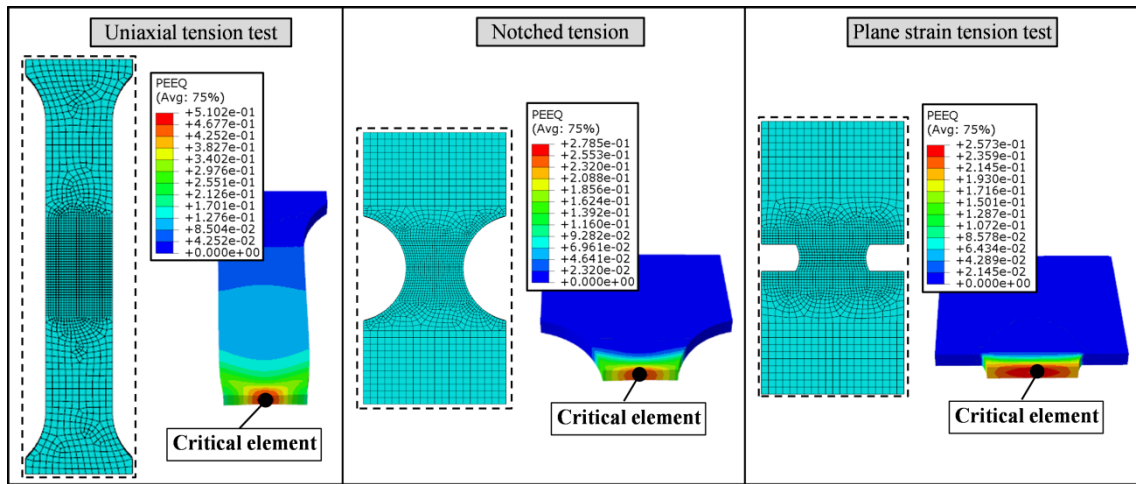 Uniaxial tension test
PEEQ
(Avg: 75%)
+5.102e-01
+4.677e-01
+4.252e-01
+3.827e-01
+3.402e-01
+2.976e-01
+2.551e-01
+2.126e-01
+1.701e-01
+1.276e-01
+8.504e-02
+4.252e-02
+0.000e+00
Critical element
Notched tension
PEEQ
(Avg: 75%)
+2.785e-01
+2.553e-01
+2.320e-01
+2.088e-01
+1.856e-01
+1.624e-01
+1.392e-01
+1.160e-01
+9.282e-02
+6.961e-02
+4.641e-02
+2.320e-02
+0.000e+00
Critical element
Plane strain tension test
PEEQ
(Avg: 75%)
+2.573e-01
+2.359e-01
+2.145e-01
+1.930e-01
+1.716e-01
+1.501e-01
+1.287e-01
+1.072e-01
+8.578e-02
+6.434e-02
+4.289e-02
+2.145e-02
+0.000e+00
Critical element